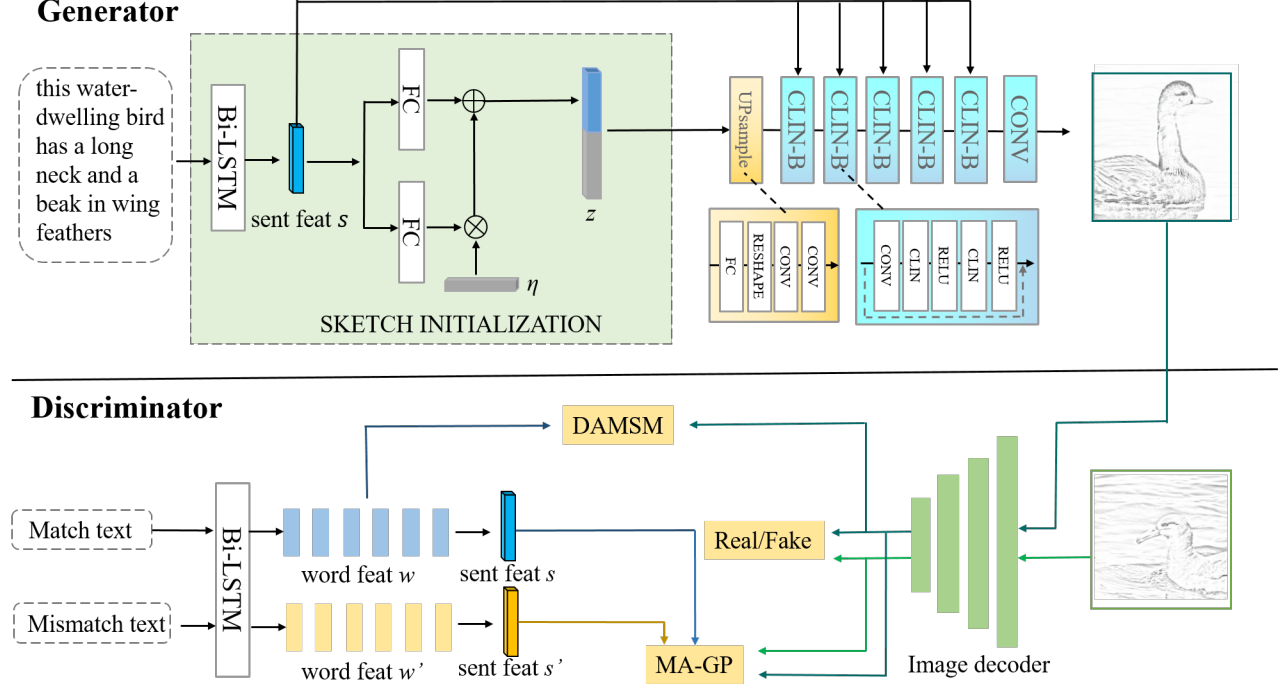 Generator
this water-
dwelling bird
has a long
neck and a
beak in wing
feathers
Bi-LSTM
sent feat s
FC
FC
η
z
SKETCH INITIALIZATION
UPsample
CLIN-B
CLIN-B
CLIN-B
CLIN-B
CLIN-B
CONV
FC
RESHAPE
CONV
CONV
CONV
CLIN
RELU
CLIN
RELU
Discriminator
DAMSM
Match text
Bi-LSTM
word feat w
sent feat s
Real/Fake
Mismatch text
word feat w’
sent feat s’
MA-GP
Image decoder